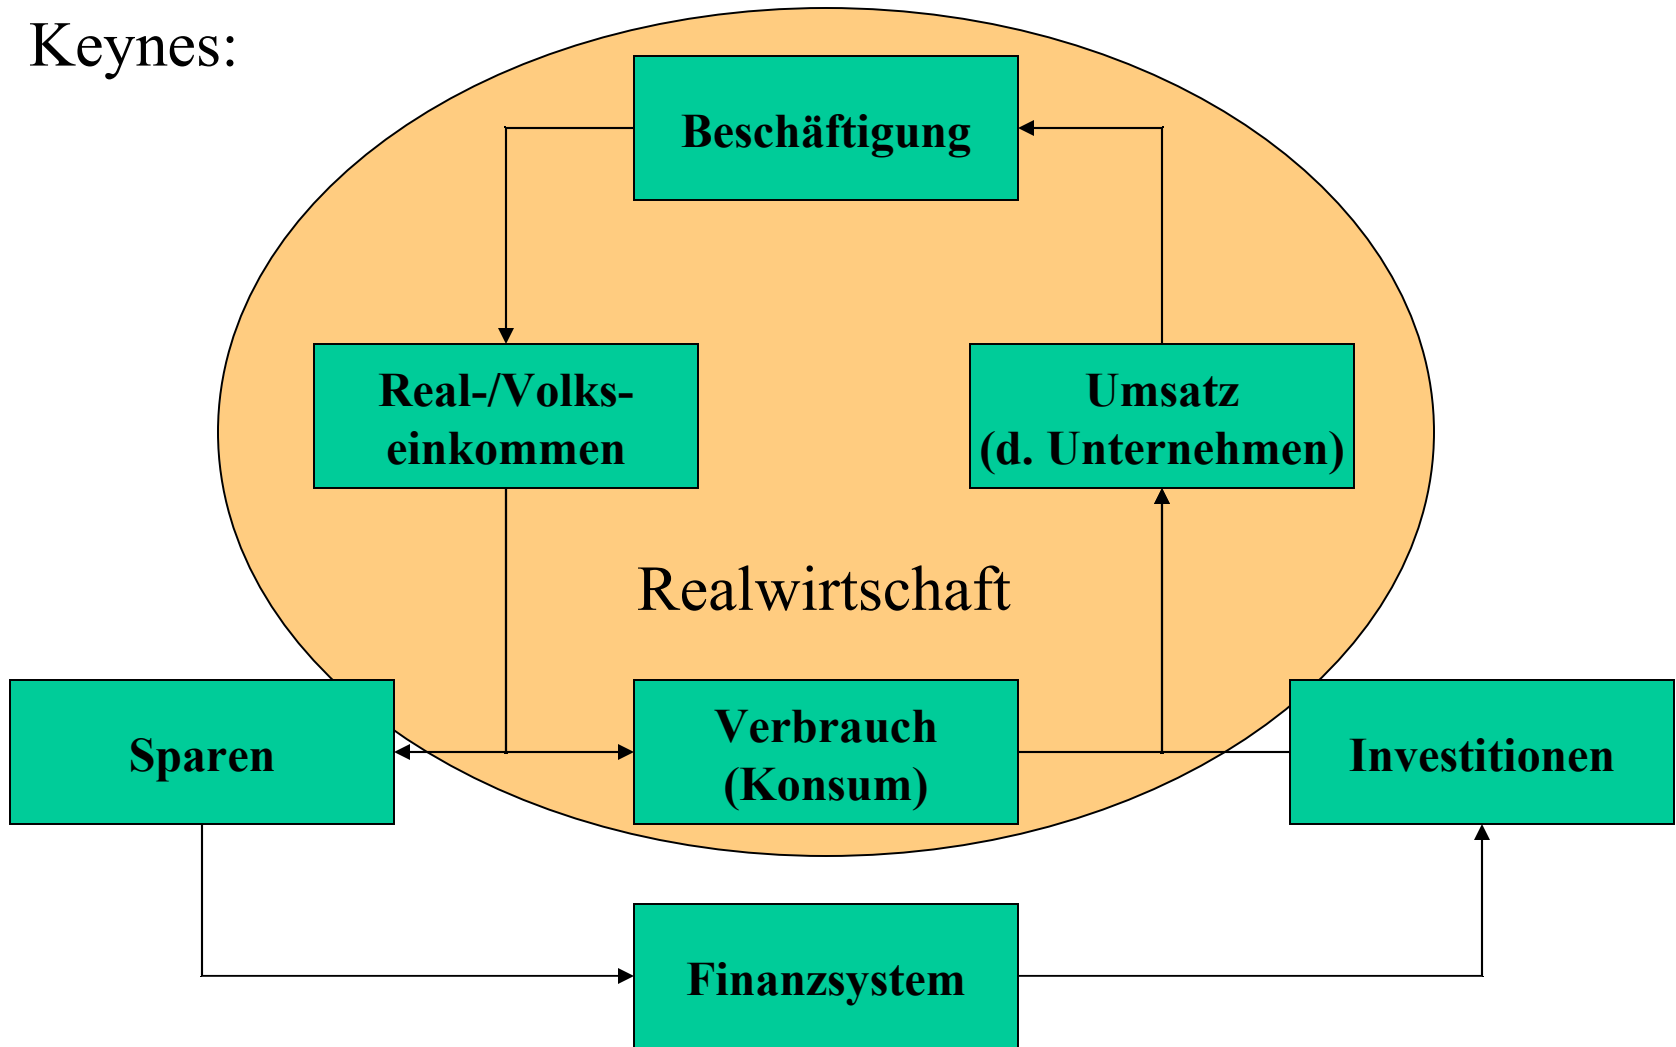 Keynes:
Beschäftigung
Real-/Volks-
einkommen
Umsatz
(d. Unternehmen)
Realwirtschaft
Sparen
Verbrauch
(Konsum)
Investitionen
Finanzsystem